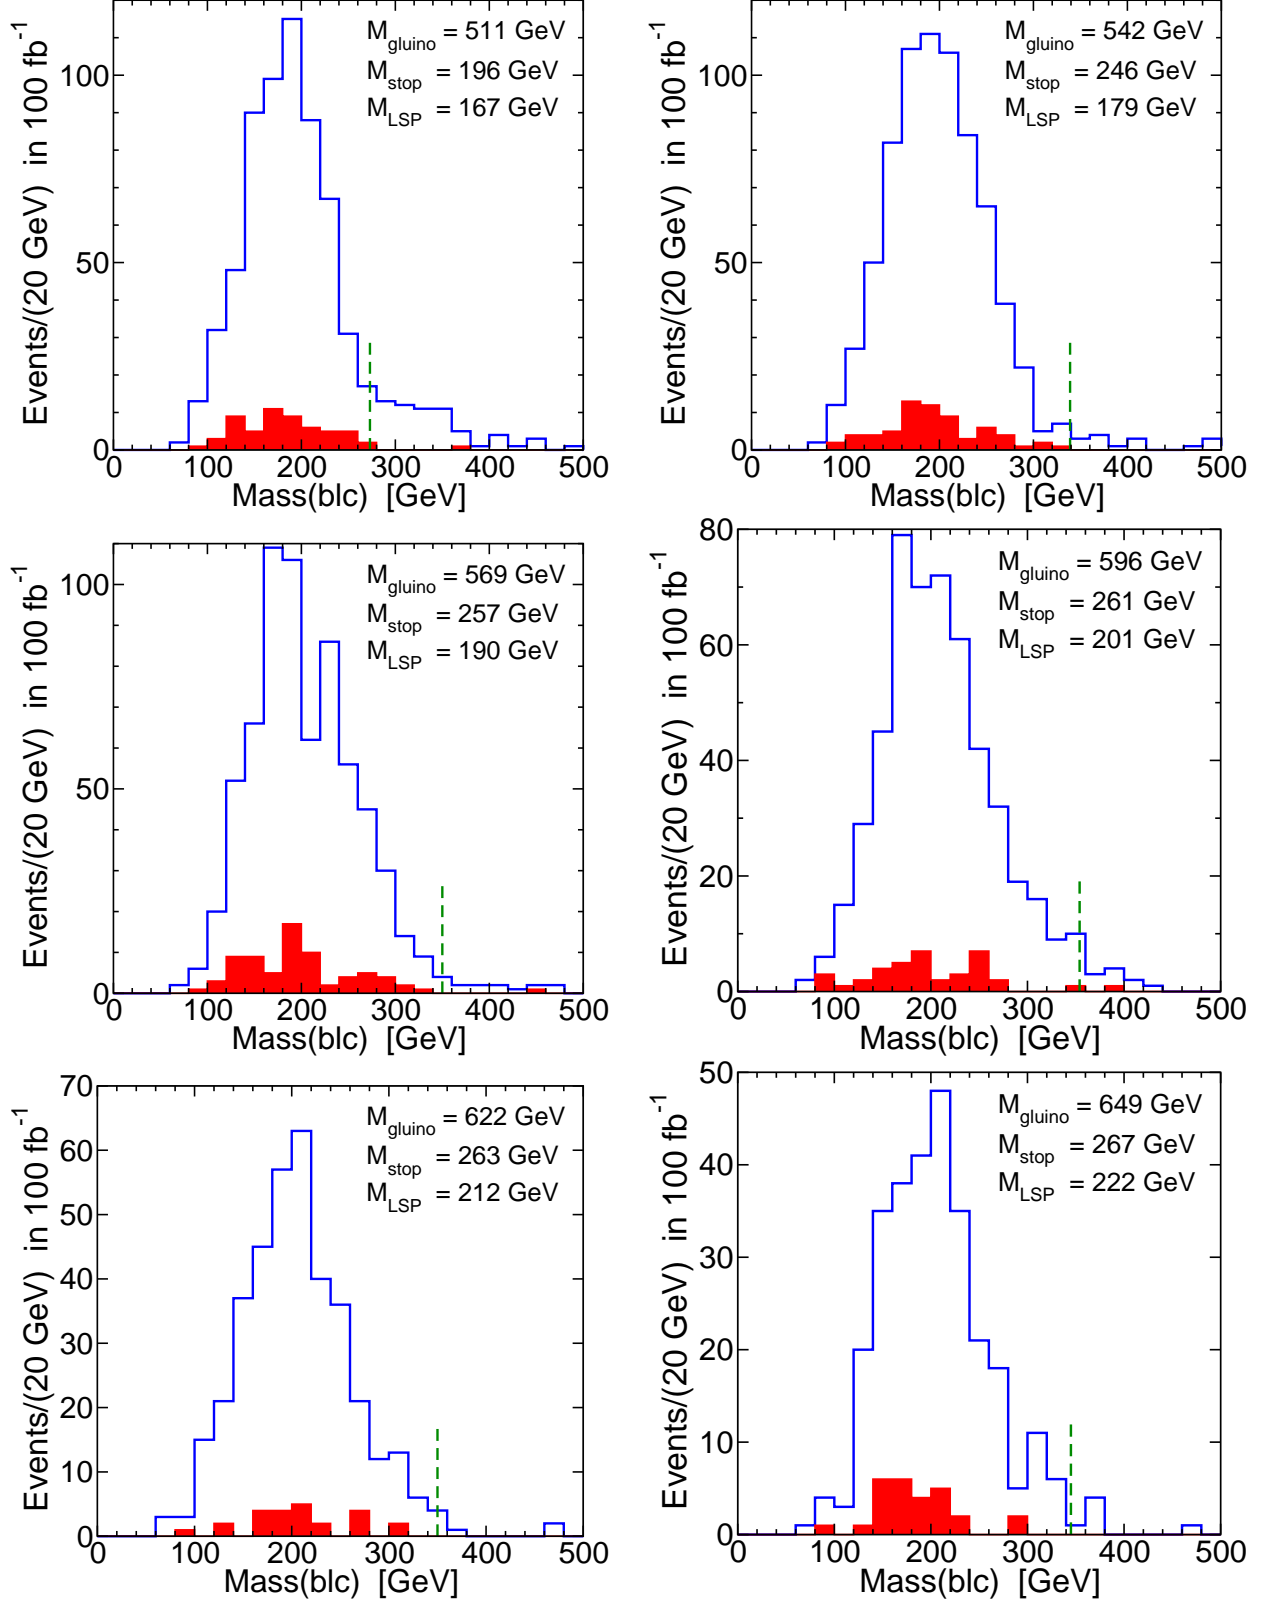 Events/(20 GeV) in 100 fb-1
100
50
0
M_gluino = 511 GeV
M_stop = 196 GeV
M_LSP = 167 GeV
0 100 200 300 400 500
Mass(blc) [GeV]
Events/(20 GeV) in 100 fb-1
100
50
0
M_gluino = 542 GeV
M_stop = 246 GeV
M_LSP = 179 GeV
0 100 200 300 400 500
Mass(blc) [GeV]
Events/(20 GeV) in 100 fb-1
100
50
0
M_gluino = 569 GeV
M_stop = 257 GeV
M_LSP = 190 GeV
0 100 200 300 400 500
Mass(blc) [GeV]
Events/(20 GeV) in 100 fb-1
80
60
40
20
0
M_gluino = 596 GeV
M_stop = 261 GeV
M_LSP = 201 GeV
0 100 200 300 400 500
Mass(blc) [GeV]
Events/(20 GeV) in 100 fb-1
70
60
50
40
30
20
10
0
M_gluino = 622 GeV
M_stop = 263 GeV
M_LSP = 212 GeV
0 100 200 300 400 500
Mass(blc) [GeV]
Events/(20 GeV) in 100 fb-1
50
40
30
20
10
0
M_gluino = 649 GeV
M_stop = 267 GeV
M_LSP = 222 GeV
0 100 200 300 400 500
Mass(blc) [GeV]